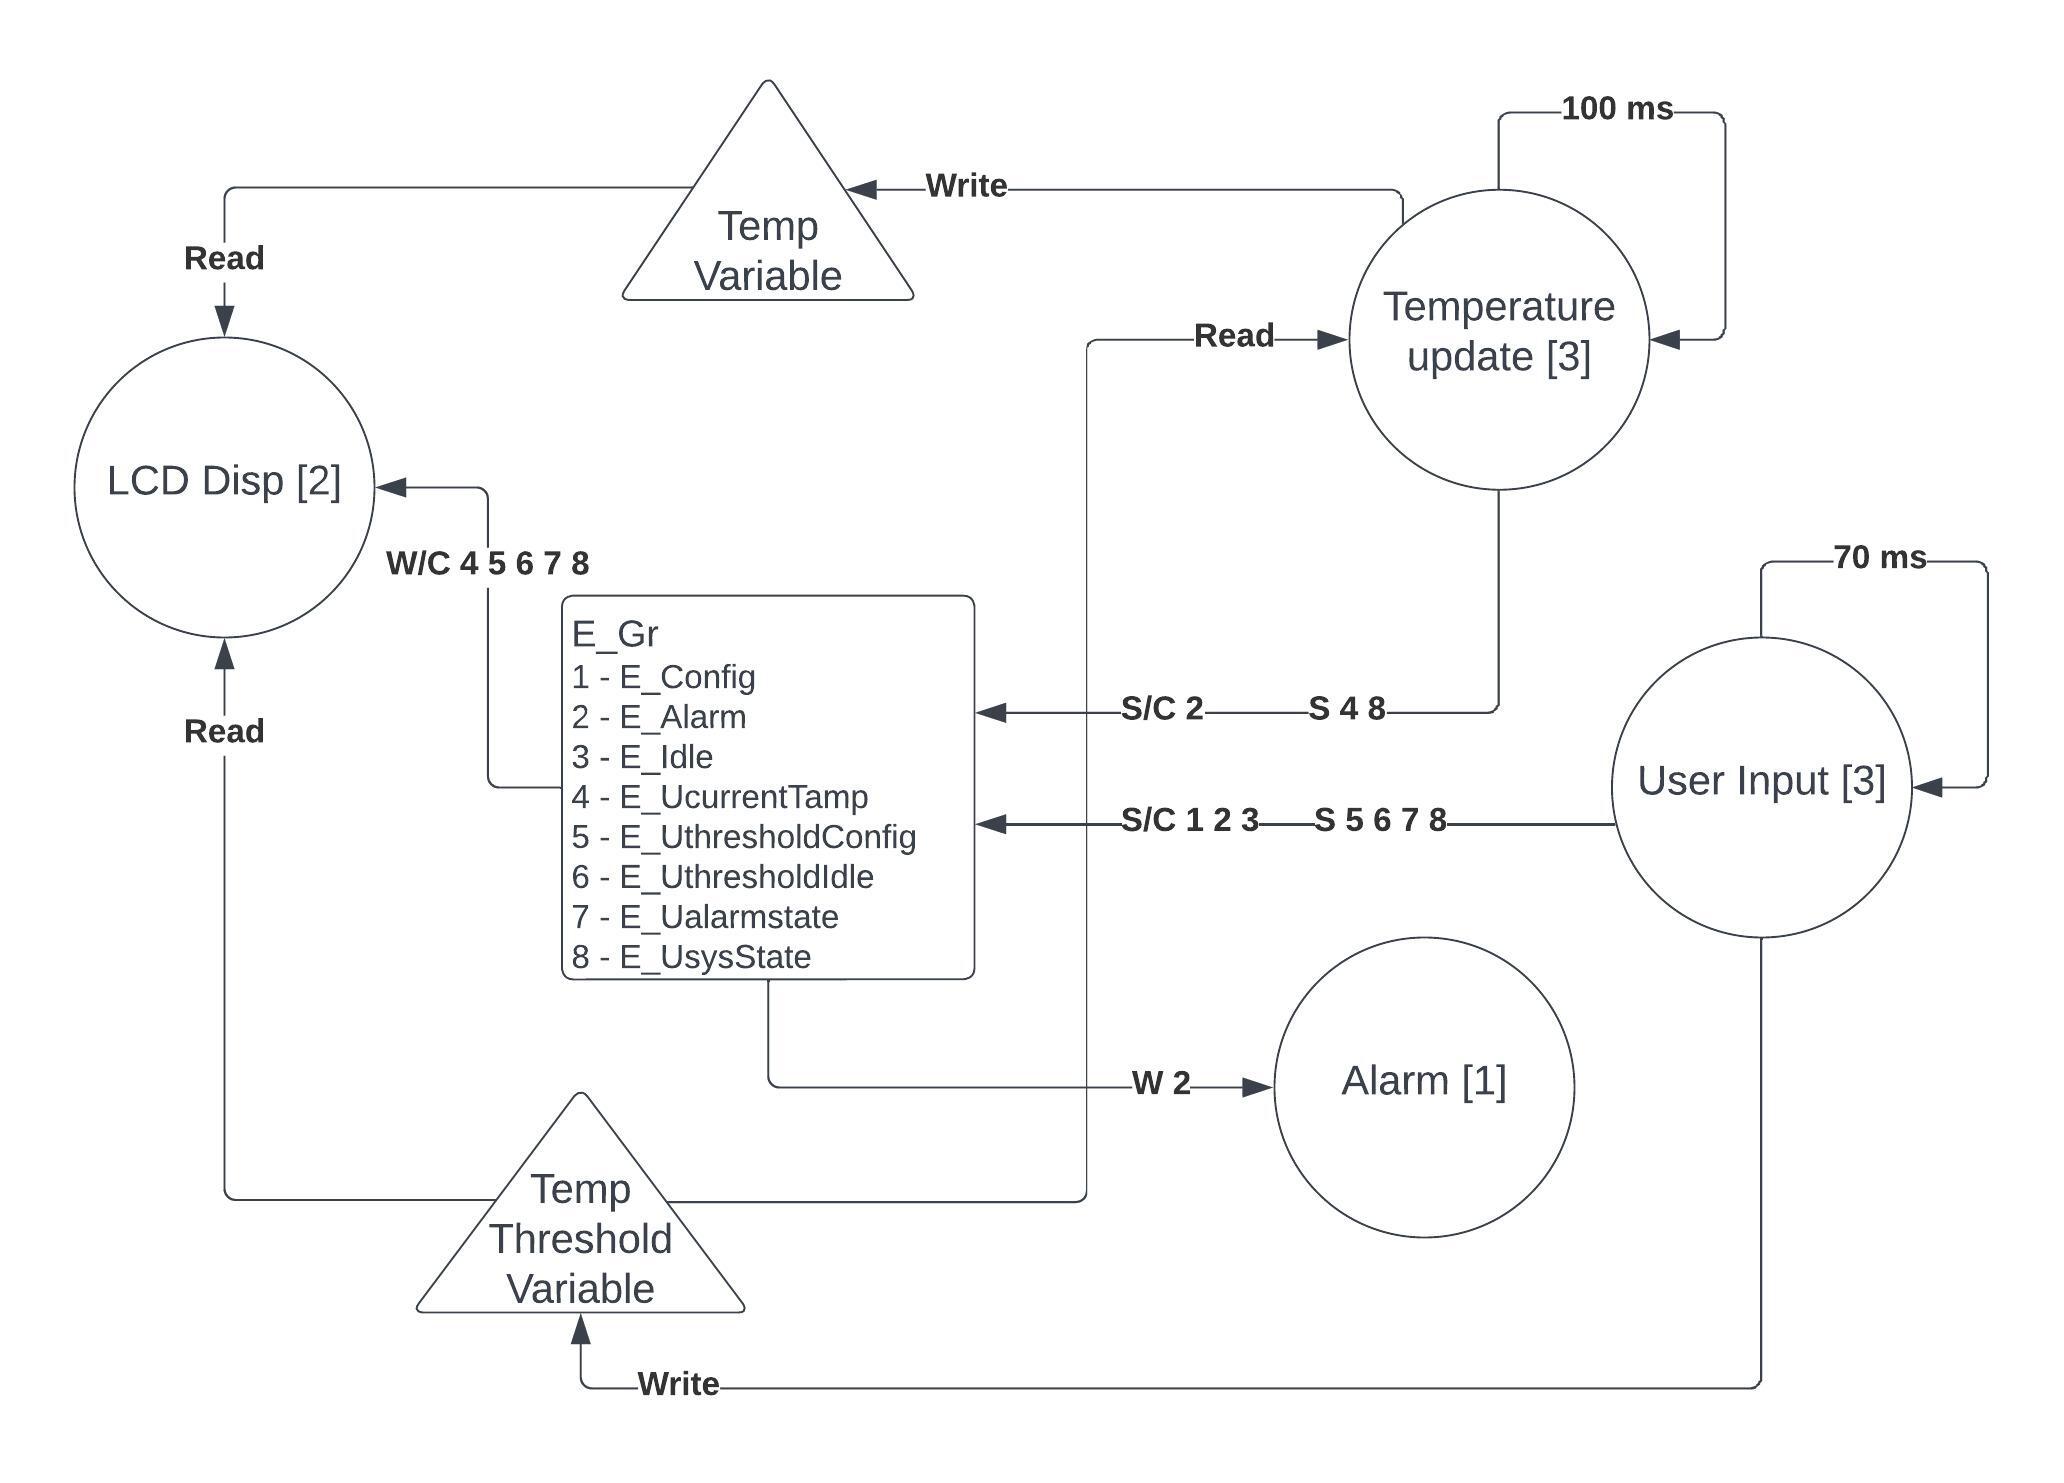 100 ms
Write
Temp
Variable
Read
Temperature
update [3]
Read
LCD Disp [2]
W/C 4 5 6 7 8
70 ms
E_Gr
1 - E_Config
2 - E_Alarm
3 - E_Idle
4 - E_UcurrentTamp
5 - E_UthresholdConfig
6 - E_UthresholdIdle
7 - E_Ualarmstate
8 - E_UsysState
S/C 2 S 4 8
Read
User Input [3]
S/C 1 2 3 S 5 6 7 8
W 2
Alarm [1]
Temp
Threshold
Variable
Write